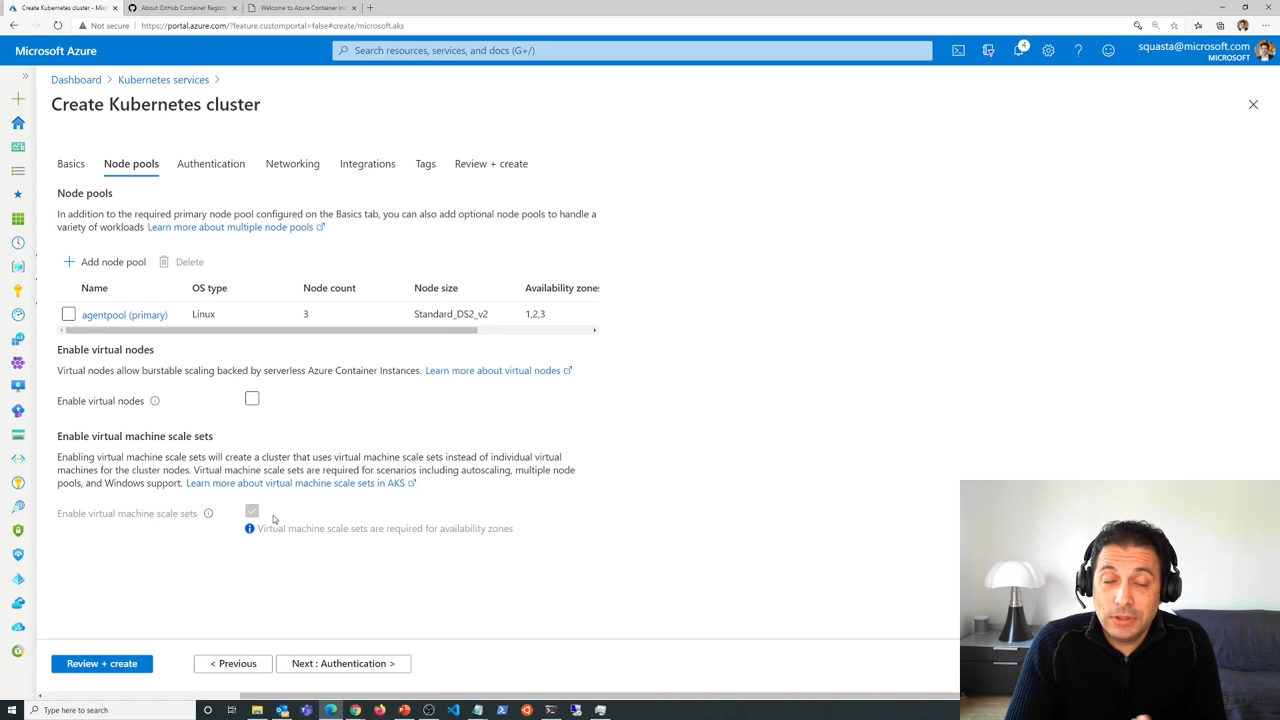 Create Kubernetes cluster - Micr
About GitHub Container Registr
Welcome to Azure Container Ins
Not secure
https://portal.azure.com/?feature.customportal=false#create/microsoft.aks
Microsoft Azure
Search resources, services, and docs (G+/)
4
squasta@microsoft.com
MICROSOFT
Dashboard > Kubernetes services >
Create Kubernetes cluster
Basics
Node pools
Authentication
Networking
Integrations
Tags
Review + create
Node pools
In addition to the required primary node pool configured on the Basics tab, you can also add optional node pools to handle a
variety of workloads Learn more about multiple node pools
Add node pool
Delete
Name OS type Node count Node size Availability zones
agentpool (primary) Linux 3 Standard_DS2_v2 1,2,3
Enable virtual nodes
Virtual nodes allow burstable scaling backed by serverless Azure Container Instances. Learn more about virtual nodes
Enable virtual nodes
Enable virtual machine scale sets
Enabling virtual machine scale sets will create a cluster that uses virtual machine scale sets instead of individual virtual
machines for the cluster nodes. Virtual machine scale sets are required for scenarios including autoscaling, multiple node
pools, and Windows support. Learn more about virtual machine scale sets in AKS
Enable virtual machine scale sets
Virtual machine scale sets are required for availability zones
Review + create
< Previous
Next : Authentication >
Type here to search